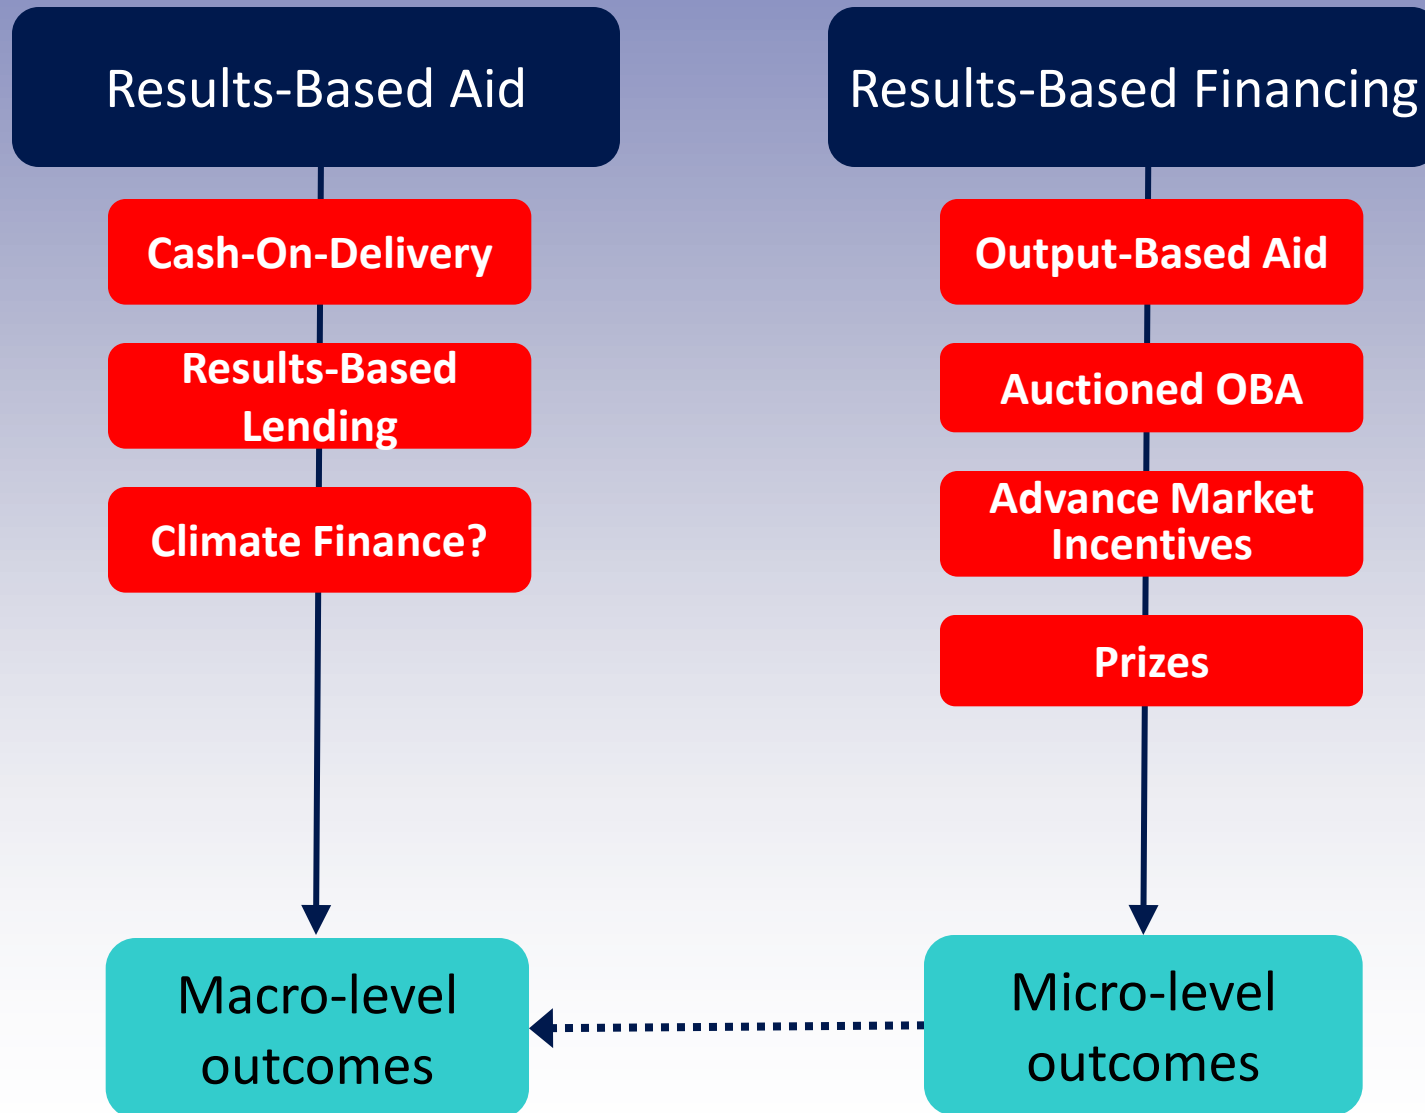 Results-Based Aid
Results-Based Financing
Cash-On-Delivery
Results-Based
Lending
Climate Finance?
Output-Based Aid
Auctioned OBA
Advance Market
Incentives
Prizes
Macro-level
outcomes
Micro-level
outcomes